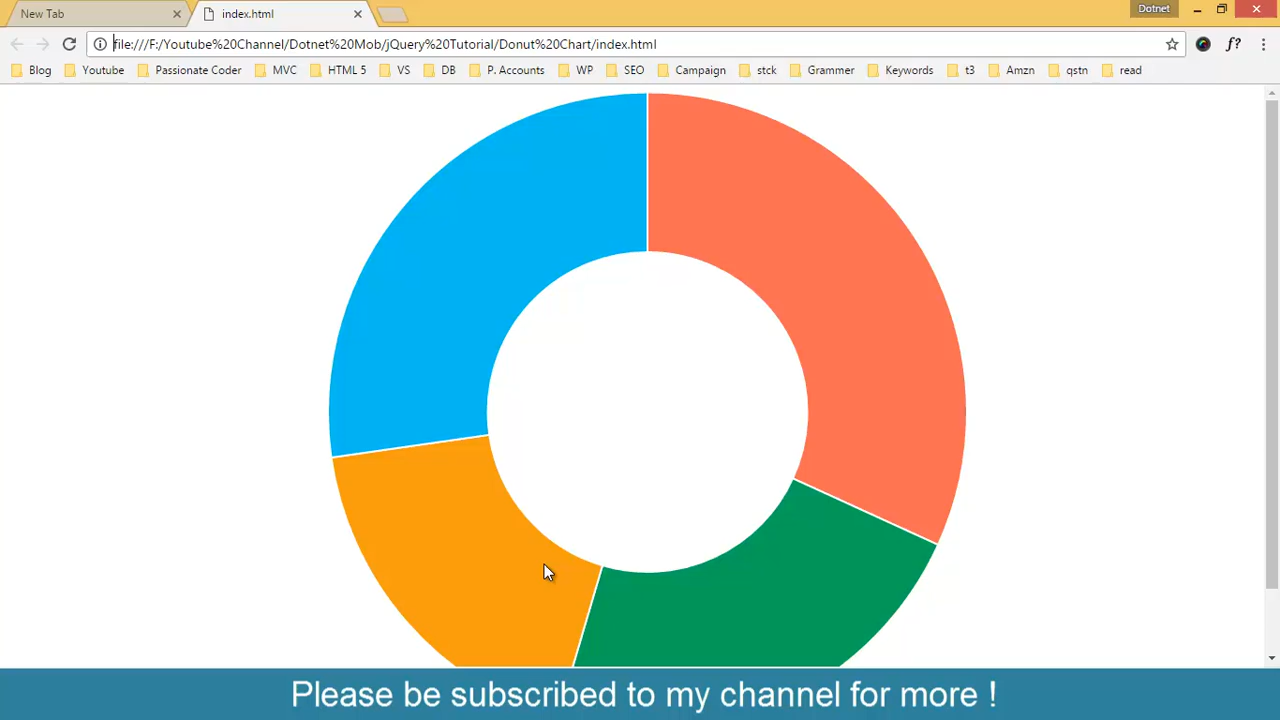 New Tab
index.html
Dotnet
file:///F:/Youtube%20Channel/Dotnet%20Mob/jQuery%20Tutorial/Donut%20Chart/index.html
f?
Blog Youtube Passionate Coder MVC HTML 5 VS DB P. Accounts WP SEO Campaign stck Grammer Keywords t3 Amzn qstn read
Please be subscribed to my channel for more !